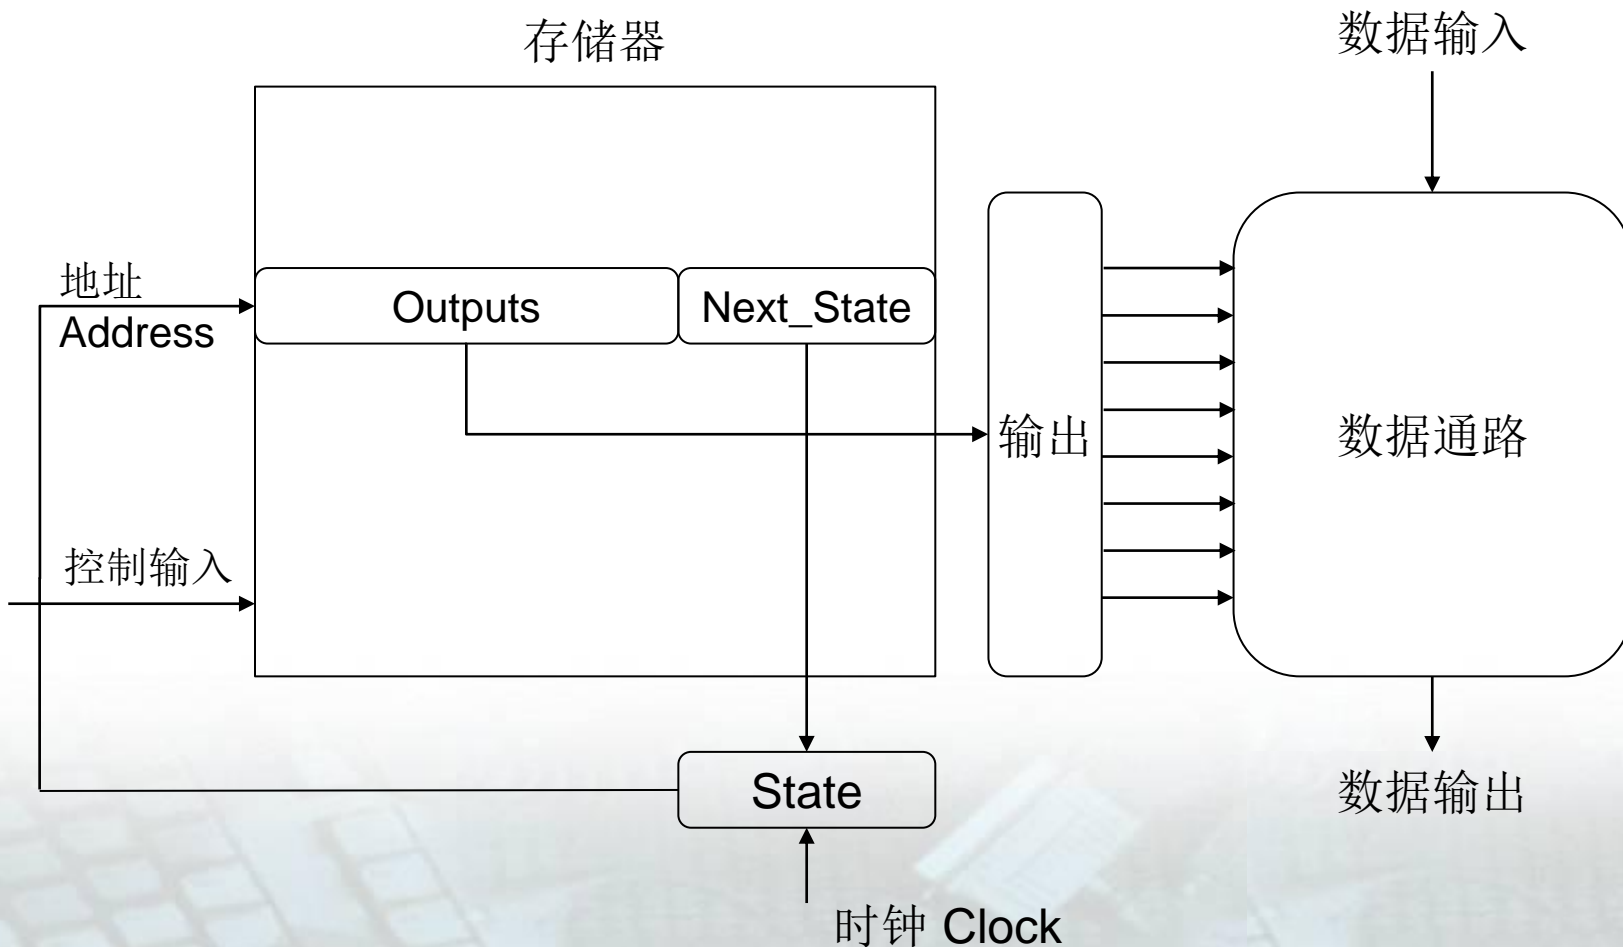 存储器
数据输入
地址
Address
Outputs
Next_State
输出
数据通路
控制输入
State
数据输出
时钟 Clock